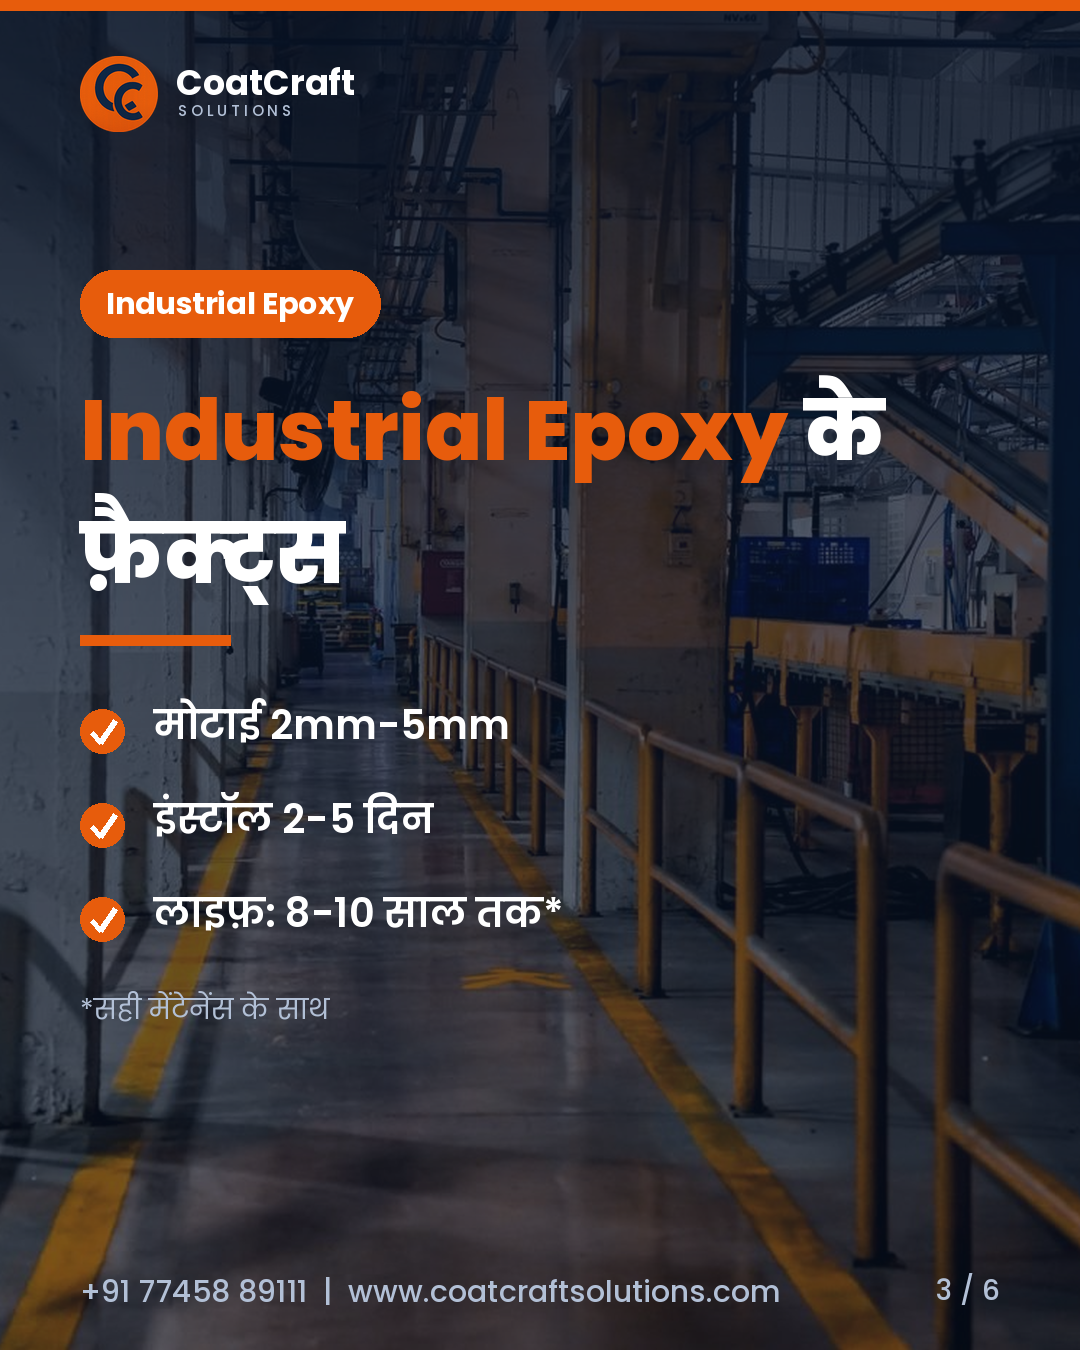 CoatCraft
SOLUTIONS
Industrial Epoxy
Industrial Epoxy के
फ़ैक्ट्स
मोटाई 2mm-5mm
इंस्टॉल 2-5 दिन
लाइफ़: 8-10 साल तक*
*सही मेंटेनेंस के साथ
+91 77458 89111 | www.coatcraftsolutions.com
3 / 6